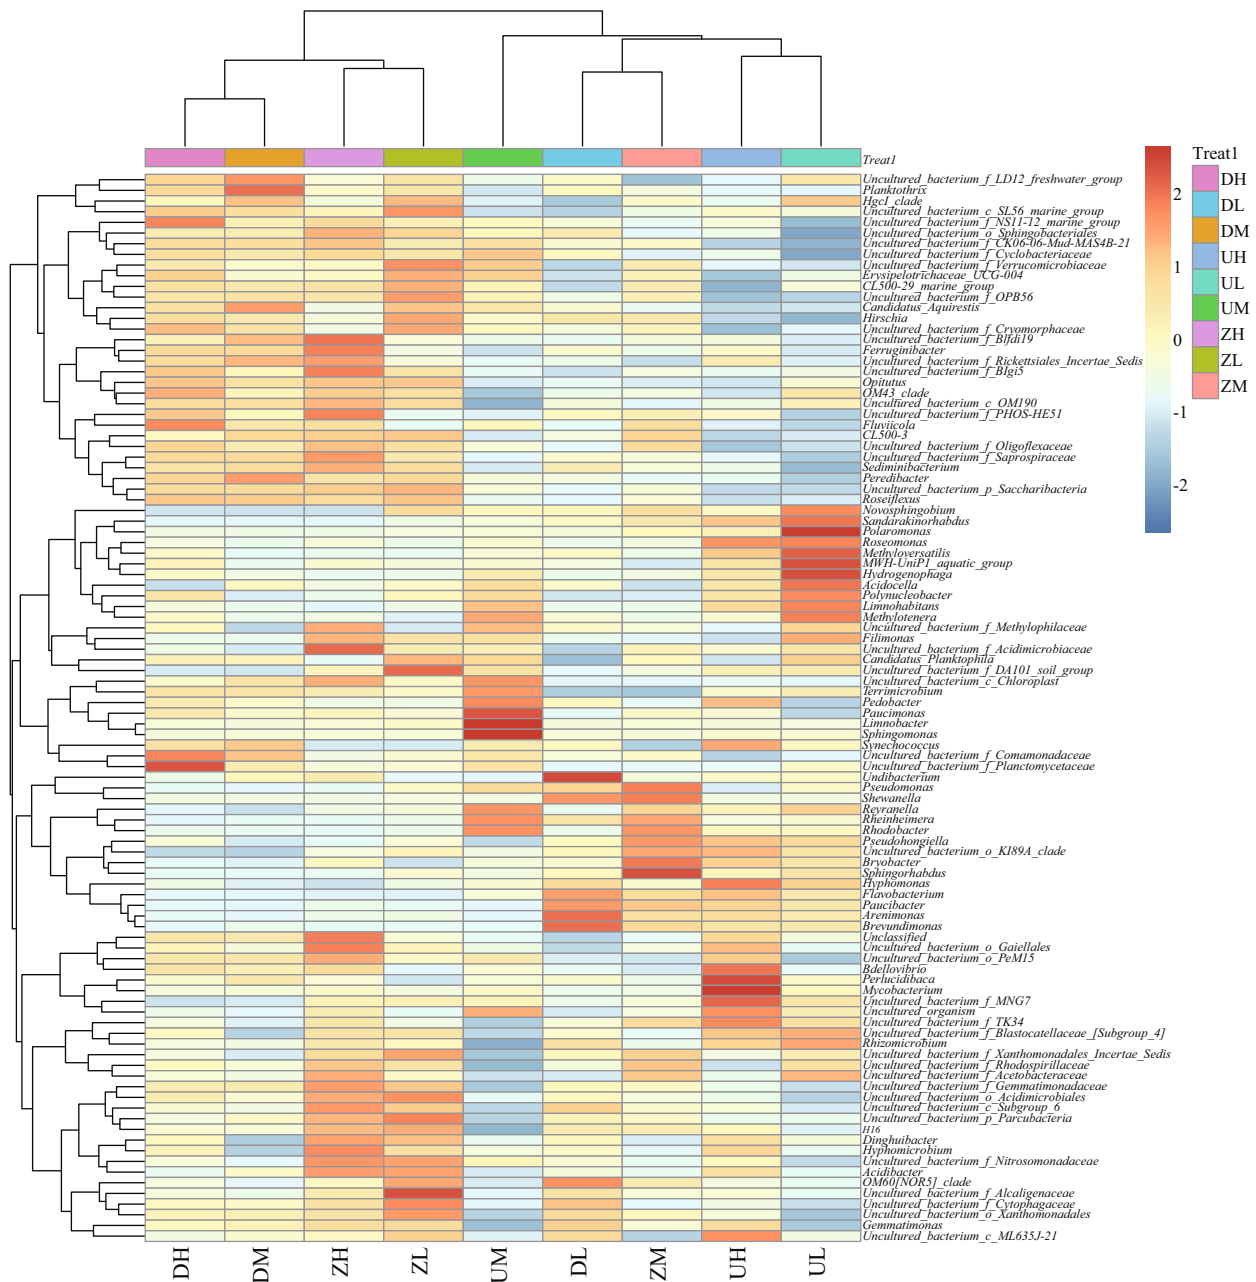 Treat1
Uncultured_bacterium_f_LD12_freshwater_group
Planktothrix
HgcI_clade
Uncultured_bacterium_c_SL56_marine_group
Uncultured_bacterium_f_NS11-12_marine_group
Uncultured_bacterium_o_Sphingobacteriales
Uncultured_bacterium_f_CK06-06-Mud-MAS4B-21
Uncultured_bacterium_f_Cyclobacteriaceae
Uncultured_bacterium_f_Verrucomicrobiaceae
Erysipelotrichaceae_UCG-004
CL500-29_marine_group
Uncultured_bacterium_f_OPB56
Candidatus_Aquirestis
Hirschia
Uncultured_bacterium_f_Cryomorphaceae
Uncultured_bacterium_f_Blfdi19
Ferruginibacter
Uncultured_bacterium_f_Rickettsiales_Incertae_Sedis
Uncultured_bacterium_f_BIgi5
Opitutus
OM43_clade
Uncultured_bacterium_c_OM190
Uncultured_bacterium_f_PHOS-HE51
Fluviicola
CL500-3
Uncultured_bacterium_f_Oligoflexaceae
Uncultured_bacterium_f_Saprospiraceae
Sediminibacterium
Peredibacter
Uncultured_bacterium_p_Saccharibacteria
Roseiflexus
Novosphingobium
Sandarakinorhabdus
Polaromonas
Roseomonas
Methyloversatilis
MWH-UniP1_aquatic_group
Hydrogenophaga
Acidocella
Polynucleobacter
Limnohabitans
Methylotenera
Uncultured_bacterium_f_Methylophilaceae
Filimonas
Uncultured_bacterium_f_Acidimicrobiaceae
Candidatus_Planktophila
Uncultured_bacterium_f_DA101_soil_group
Uncultured_bacterium_c_Chloroplast
Terrimicrobium
Pedobacter
Paucimonas
Limnobacter
Sphingomonas
Synechococcus
Uncultured_bacterium_f_Comamonadaceae
Uncultured_bacterium_f_Planctomycetaceae
Undibacterium
Pseudomonas
Shewanella
Reyranella
Rheinheimera
Rhodobacter
Pseudohongiella
Uncultured_bacterium_o_KI89A_clade
Bryobacter
Sphingorhabdus
Hyphomonas
Flavobacterium
Paucibacter
Arenimonas
Brevundimonas
Unclassified
Uncultured_bacterium_o_Gaiellales
Uncultured_bacterium_o_PeM15
Bdellovibrio
Perlucidibaca
Mycobacterium
Uncultured_bacterium_f_MNG7
Uncultured_organism
Uncultured_bacterium_f_TK34
Uncultured_bacterium_f_Blastocatellaceae_[Subgroup_4]
Rhizomicrobium
Uncultured_bacterium_f_Xanthomonadales_Incertae_Sedis
Uncultured_bacterium_f_Rhodospirillaceae
Uncultured_bacterium_f_Acetobacteraceae
Uncultured_bacterium_f_Gemmatimonadaceae
Uncultured_bacterium_o_Acidimicrobiales
Uncultured_bacterium_c_Subgroup_6
Uncultured_bacterium_p_Parcubacteria
H16
Dinghuibacter
Hyphomicrobium
Uncultured_bacterium_f_Nitrosomonadaceae
Acidibacter
OM60[NOR5]_clade
Uncultured_bacterium_f_Alcaligenaceae
Uncultured_bacterium_f_Cytophagaceae
Uncultured_bacterium_o_Xanthomonadales
Gemmatimonas
Uncultured_bacterium_c_ML635J-21
2
1
0
-1
-2
Treat1
DH
DL
DM
UH
UL
UM
ZH
ZL
ZM
DH DM ZH ZL UM DL ZM UH UL